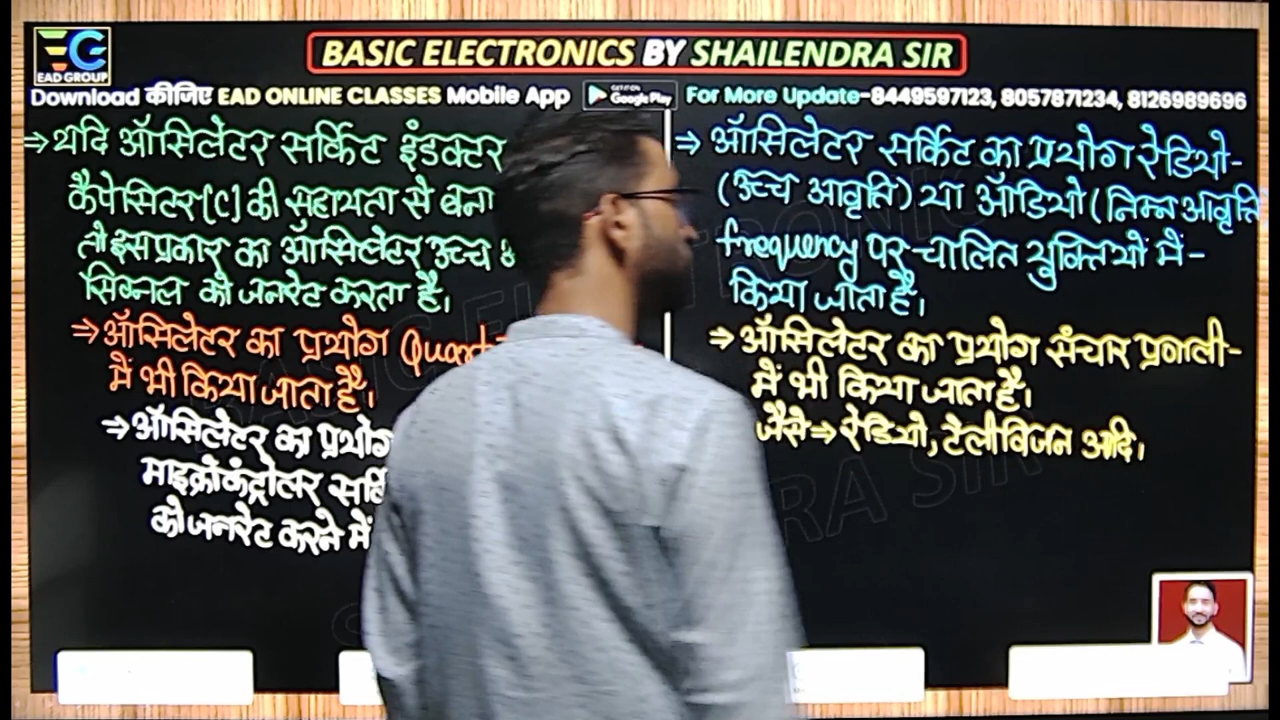 EAD GROUP
BASIC ELECTRONICS BY SHAILENDRA SIR
Download कीजिए EAD ONLINE CLASSES Mobile App GET IT ON Google Play For More Update-8449597123, 8057871234, 8126989696
⇒ यदि ऑसिलेटर सर्किट इंडक्टर
कैपेसिटर (C) की सहायता से बना
तो इस प्रकार का ऑसिलेटर उच्च
सिग्नल को जनरेट करता है।
⇒ ऑसिलेटर का प्रयोग
में भी किया जाता है।
⇒ ऑसिलेटर का प्रयोग
माइक्रोकंट्रोलर
को जनरेट करने में
⇒ ऑसिलेटर सर्किट का प्रयोग रेडियो-
(उच्च आवृति) या ऑडियो (निम्न आवृति
frequency पर चालित युक्तियों में-
किया जाता है।
⇒ ऑसिलेटर का प्रयोग संचार प्रणाली-
में भी किया जाता है।
जैसे ⇒ रेडियो, टेलीविजन आदि।